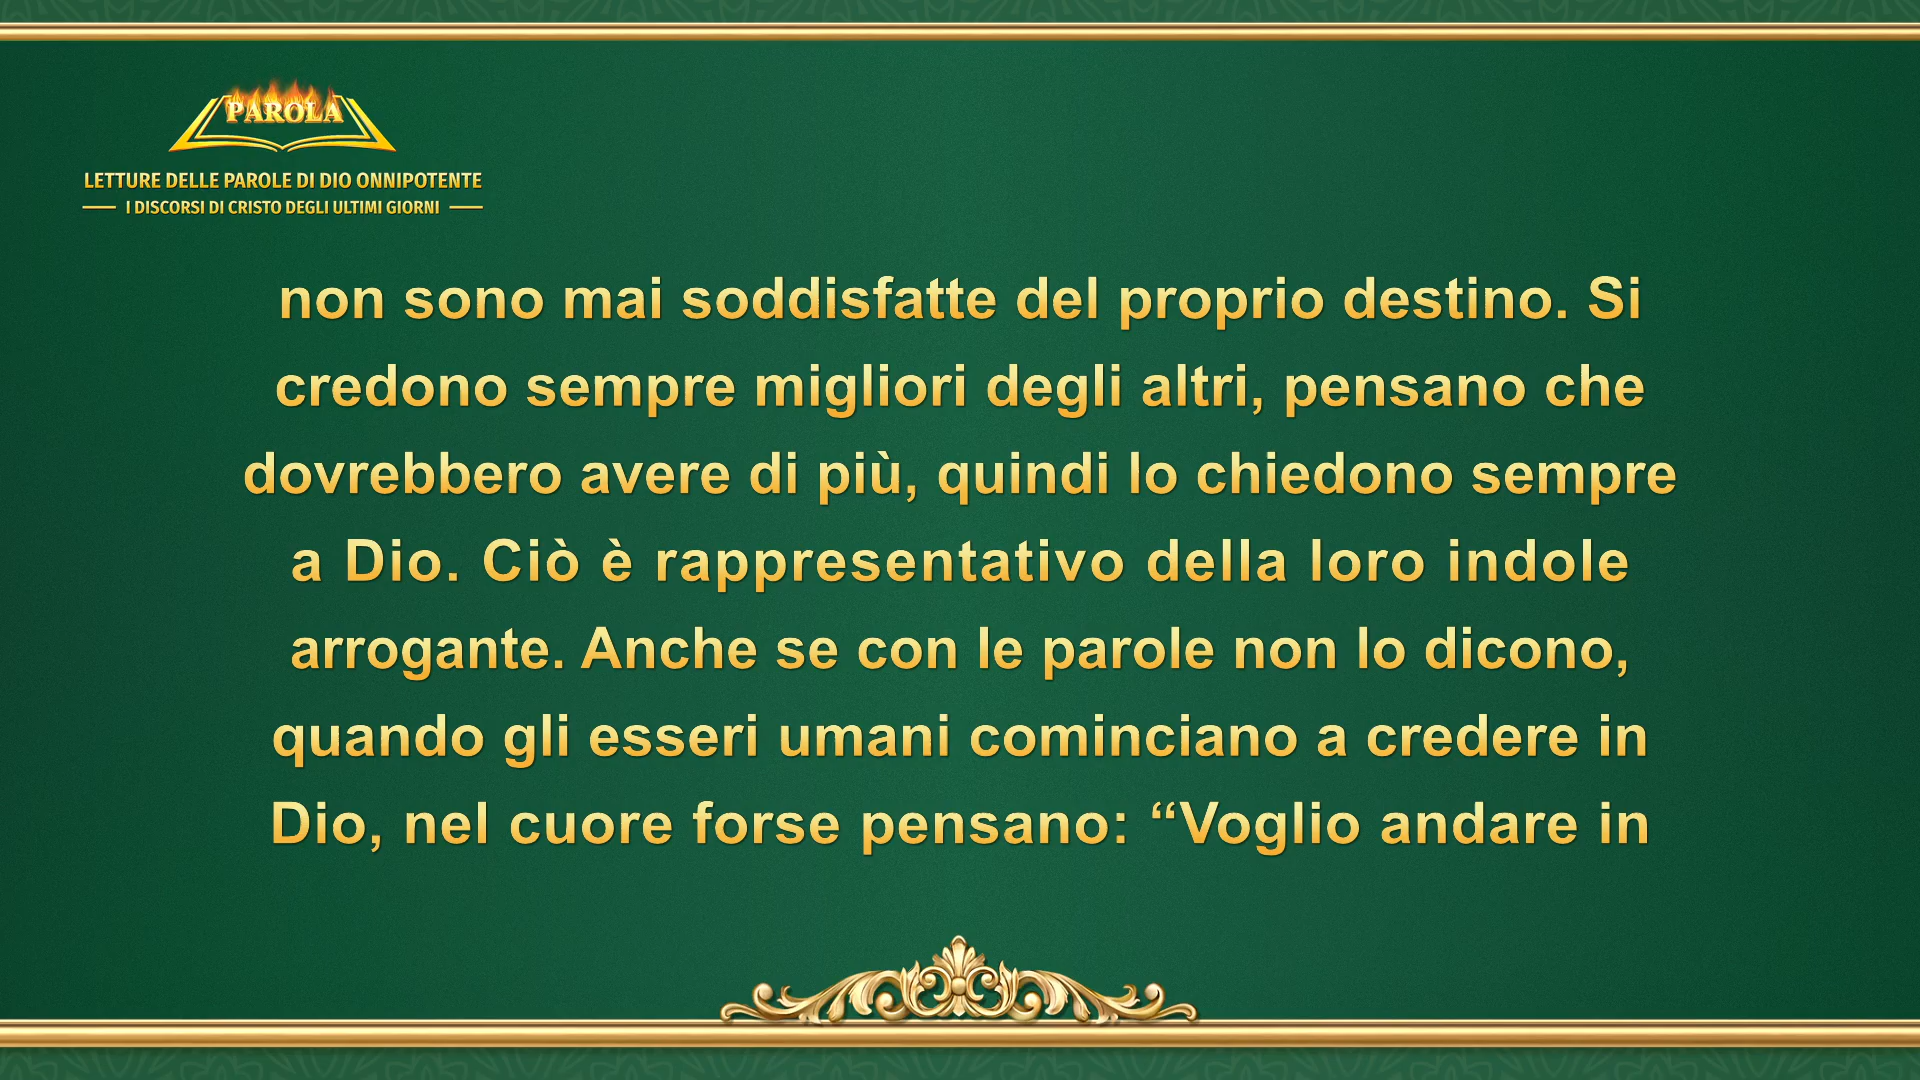 PAROLA
LETTURE DELLE PAROLE DI DIO ONNIPOTENTE
I DISCORSI DI CRISTO DEGLI ULTIMI GIORNI
non sono mai soddisfatte del proprio destino. Si
credono sempre migliori degli altri, pensano che
dovrebbero avere di più, quindi lo chiedono sempre
a Dio. Ciò è rappresentativo della loro indole
arrogante. Anche se con le parole non lo dicono,
quando gli esseri umani cominciano a credere in
Dio, nel cuore forse pensano: “Voglio andare in